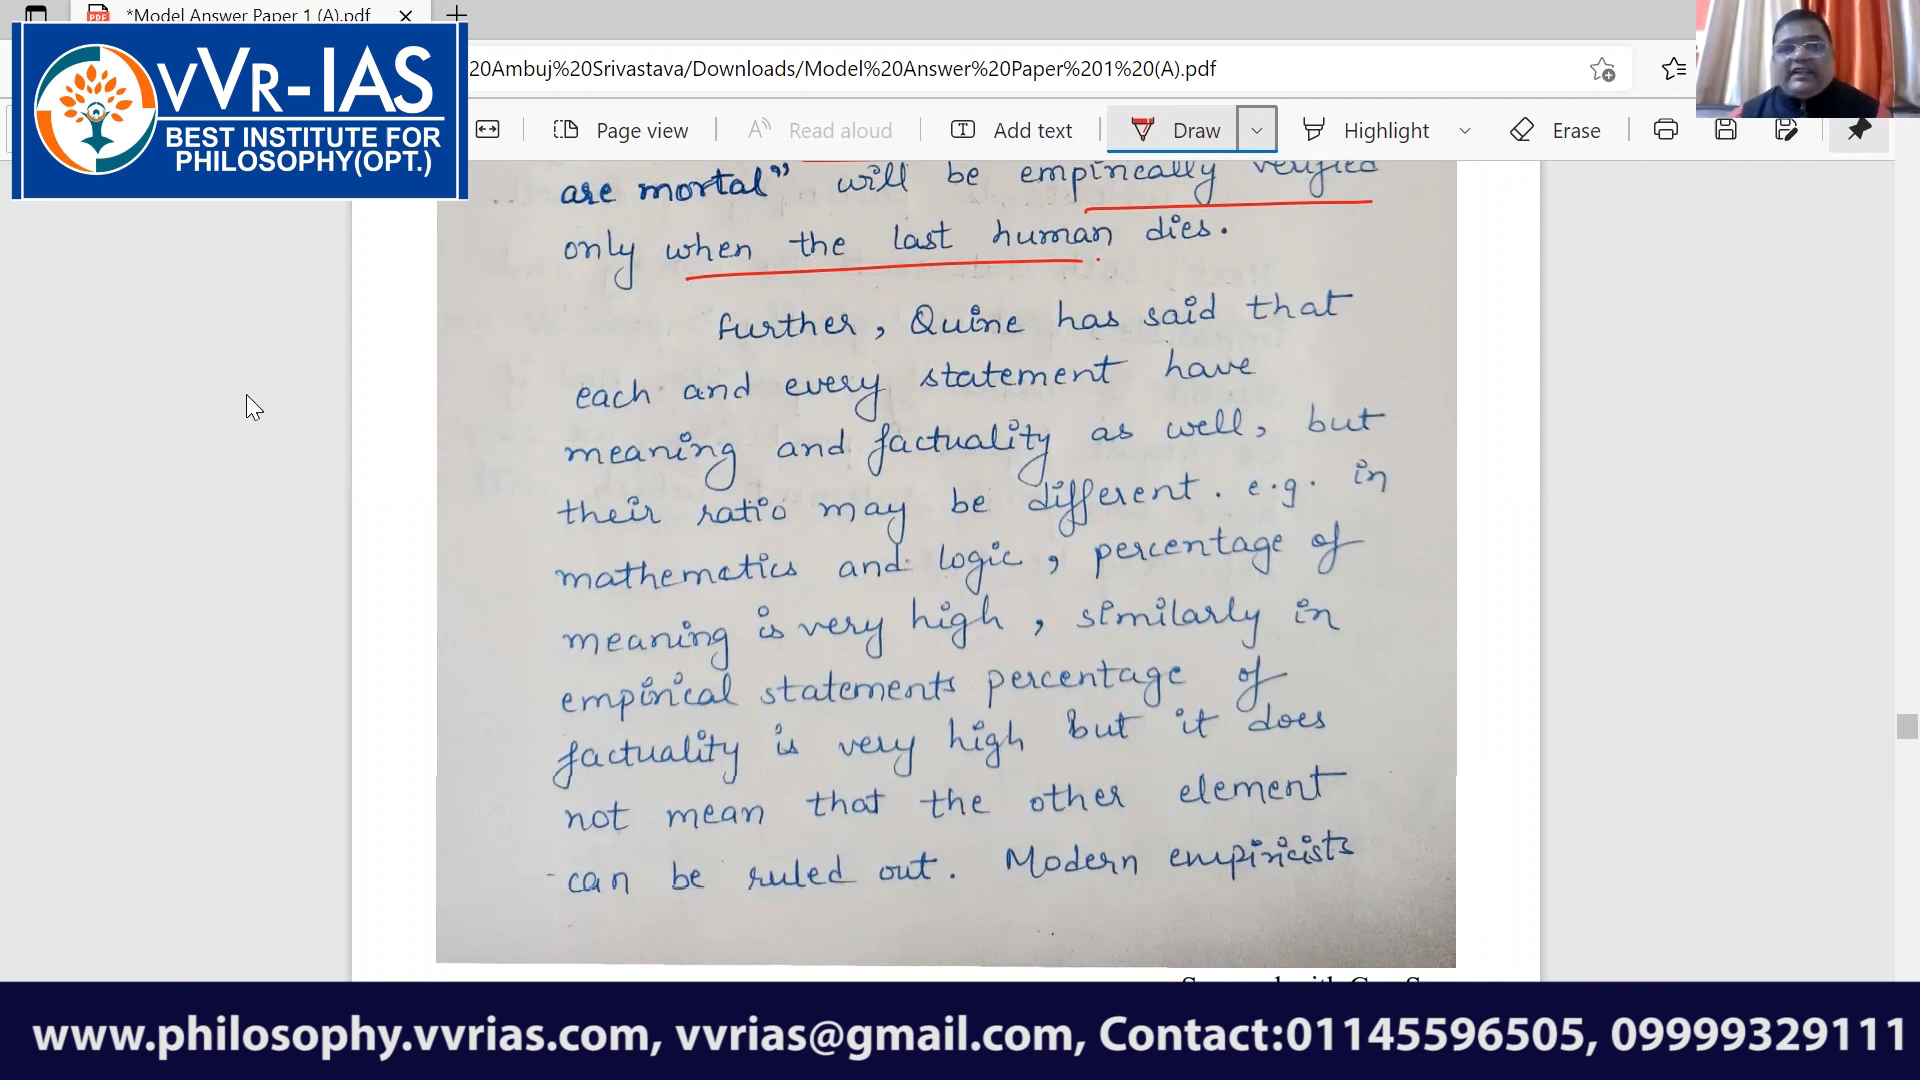 *Model Answer Paper 1 (A).pdf
vVR-IAS
BEST INSTITUTE FOR
PHILOSOPHY(OPT.)
20Ambuj%20Srivastava/Downloads/Model%20Answer%20Paper%201%20(A).pdf
Page view
Read aloud
Add text
Draw
Highlight
Erase
are mortal" will be empirically verified
only when the last human dies.
Further, Quine has said that
each and every statement have
meaning and factuality as well, but
their ratio may be different. e.g. in
mathematics and logic, percentage of
meaning is very high, similarly in
empirical statements percentage of
factuality is very high but it does
not mean that the other element
can be ruled out. Modern empiricists
www.philosophy.vvrias.com, vvrias@gmail.com, Contact:01145596505, 09999329111